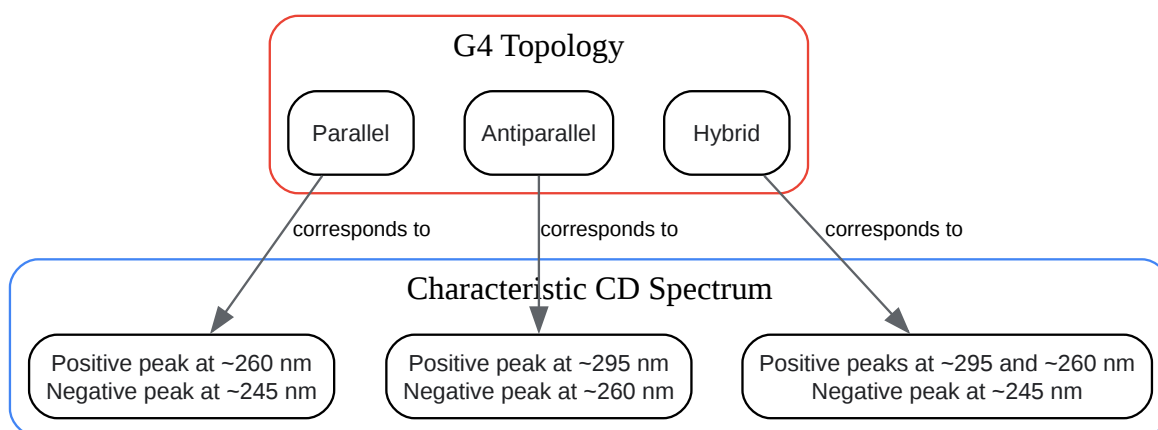 G4 Topology
Parallel
Antiparallel
Hybrid
corresponds to
corresponds to
corresponds to
Characteristic CD Spectrum
Positive peak at ~260 nm
Negative peak at ~245 nm
Positive peak at ~295 nm
Negative peak at ~260 nm
Positive peaks at ~295 and ~260 nm
Negative peak at ~245 nm